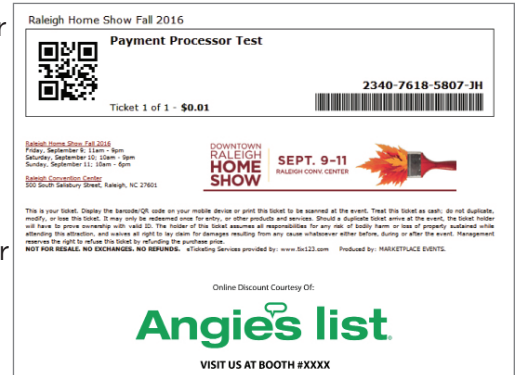 r
Raleigh Home Show Fall 2016
Payment Processor Test
2340-7618-5807-JH
Ticket 1 of 1 - $0.01
Raleigh Home Show Fall 2016
Friday, September 9; 11am - 9pm
Saturday, September 10; 10am - 9pm
Sunday, September 11; 10am - 6pm
Raleigh Convention Center
500 South Salisbury Street, Raleigh, NC 27601
DOWNTOWN
RALEIGH
HOME
SHOW
SEPT. 9–11
RALEIGH CONV. CENTER
This is your ticket. Display the barcode/QR code on your mobile device or print this ticket to be scanned at the event. Treat this ticket as cash; do not duplicate,
modify, or lose this ticket. It may only be redeemed once for entry, or other products and services. Should a duplicate ticket arrive at the event, the ticket holder
will have to prove ownership with valid ID. The holder of this ticket assumes all responsibilities for any risk of bodily harm or loss of property sustained while
attending this attraction, and waives all right to lay claim for damages resulting from any cause whatsoever either before, during or after the event. Management
reserves the right to refuse this ticket by refunding the purchase price.
NOT FOR RESALE. NO EXCHANGES. NO REFUNDS. eTicketing Services provided by: www.tix123.com Produced by: MARKETPLACE EVENTS.
r
Online Discount Courtesy Of:
Angie's list.
VISIT US AT BOOTH #XXXX